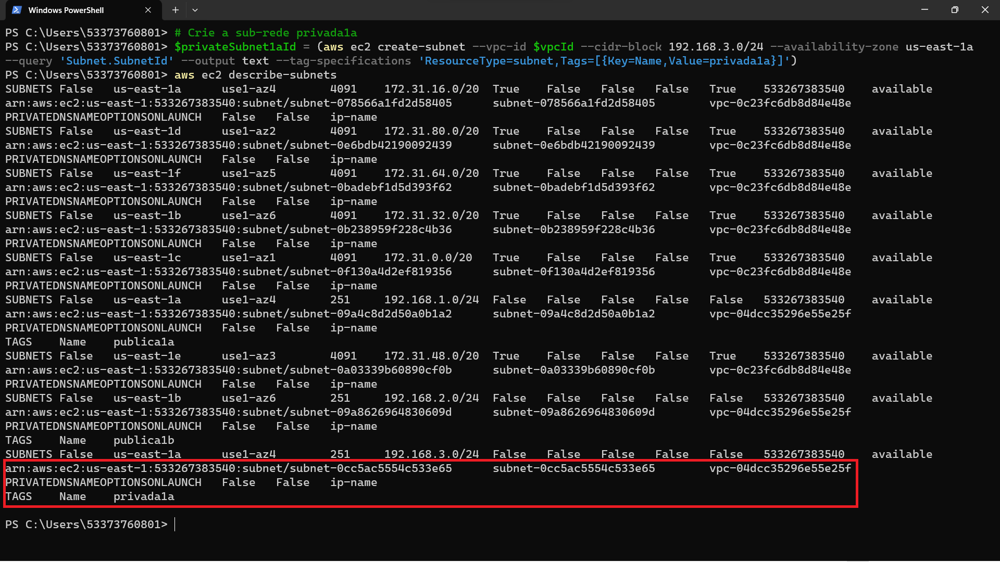 Windows PowerShell
PS C:\Users\53373760801> # Crie a sub-rede privada1a
PS C:\Users\53373760801> $privateSubnet1aId = (aws ec2 create-subnet --vpc-id $vpcId --cidr-block 192.168.3.0/24 --availability-zone us-east-1a
--query 'Subnet.SubnetId' --output text --tag-specifications 'ResourceType=subnet,Tags=[{Key=Name,Value=privada1a}]')
PS C:\Users\53373760801> aws ec2 describe-subnets
SUBNETS False us-east-1a use1-az4 4091 172.31.16.0/20 True False False False True 533267383540 available
arn:aws:ec2:us-east-1:533267383540:subnet/subnet-078566a1fd2d58405 subnet-078566a1fd2d58405 vpc-0c23fc6db8d84e48e
PRIVATEDNSNAMEOPTIONSONLAUNCH False False ip-name
SUBNETS False us-east-1d use1-az2 4091 172.31.80.0/20 True False False False True 533267383540 available
arn:aws:ec2:us-east-1:533267383540:subnet/subnet-0e6bdb42190092439 subnet-0e6bdb42190092439 vpc-0c23fc6db8d84e48e
PRIVATEDNSNAMEOPTIONSONLAUNCH False False ip-name
SUBNETS False us-east-1f use1-az5 4091 172.31.64.0/20 True False False False True 533267383540 available
arn:aws:ec2:us-east-1:533267383540:subnet/subnet-0badebf1d5d393f62 subnet-0badebf1d5d393f62 vpc-0c23fc6db8d84e48e
PRIVATEDNSNAMEOPTIONSONLAUNCH False False ip-name
SUBNETS False us-east-1b use1-az6 4091 172.31.32.0/20 True False False False True 533267383540 available
arn:aws:ec2:us-east-1:533267383540:subnet/subnet-0b238959f228c4b36 subnet-0b238959f228c4b36 vpc-0c23fc6db8d84e48e
PRIVATEDNSNAMEOPTIONSONLAUNCH False False ip-name
SUBNETS False us-east-1c use1-az1 4091 172.31.0.0/20 True False False False True 533267383540 available
arn:aws:ec2:us-east-1:533267383540:subnet/subnet-0f130a4d2ef819356 subnet-0f130a4d2ef819356 vpc-0c23fc6db8d84e48e
PRIVATEDNSNAMEOPTIONSONLAUNCH False False ip-name
SUBNETS False us-east-1a use1-az4 251 192.168.1.0/24 False False False False False 533267383540 available
arn:aws:ec2:us-east-1:533267383540:subnet/subnet-09a4c8d2d50a0b1a2 subnet-09a4c8d2d50a0b1a2 vpc-04dcc35296e55e25f
PRIVATEDNSNAMEOPTIONSONLAUNCH False False ip-name
TAGS Name publica1a
SUBNETS False us-east-1e use1-az3 4091 172.31.48.0/20 True False False False True 533267383540 available
arn:aws:ec2:us-east-1:533267383540:subnet/subnet-0a03339b60890cf0b subnet-0a03339b60890cf0b vpc-0c23fc6db8d84e48e
PRIVATEDNSNAMEOPTIONSONLAUNCH False False ip-name
SUBNETS False us-east-1b use1-az6 251 192.168.2.0/24 False False False False False 533267383540 available
arn:aws:ec2:us-east-1:533267383540:subnet/subnet-09a8626964830609d subnet-09a8626964830609d vpc-04dcc35296e55e25f
PRIVATEDNSNAMEOPTIONSONLAUNCH False False ip-name
TAGS Name publica1b
SUBNETS False us-east-1a use1-az4 251 192.168.3.0/24 False False False False False 533267383540 available
arn:aws:ec2:us-east-1:533267383540:subnet/subnet-0cc5ac5554c533e65 subnet-0cc5ac5554c533e65 vpc-04dcc35296e55e25f
PRIVATEDNSNAMEOPTIONSONLAUNCH False False ip-name
TAGS Name privada1a
PS C:\Users\53373760801>